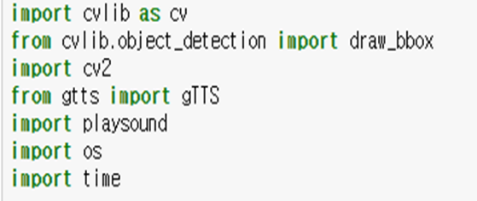 import cvlib as cv
from cvlib.object_detection import draw_bbox
import cv2
from gtts import gTTS
import playsound
import os
import time